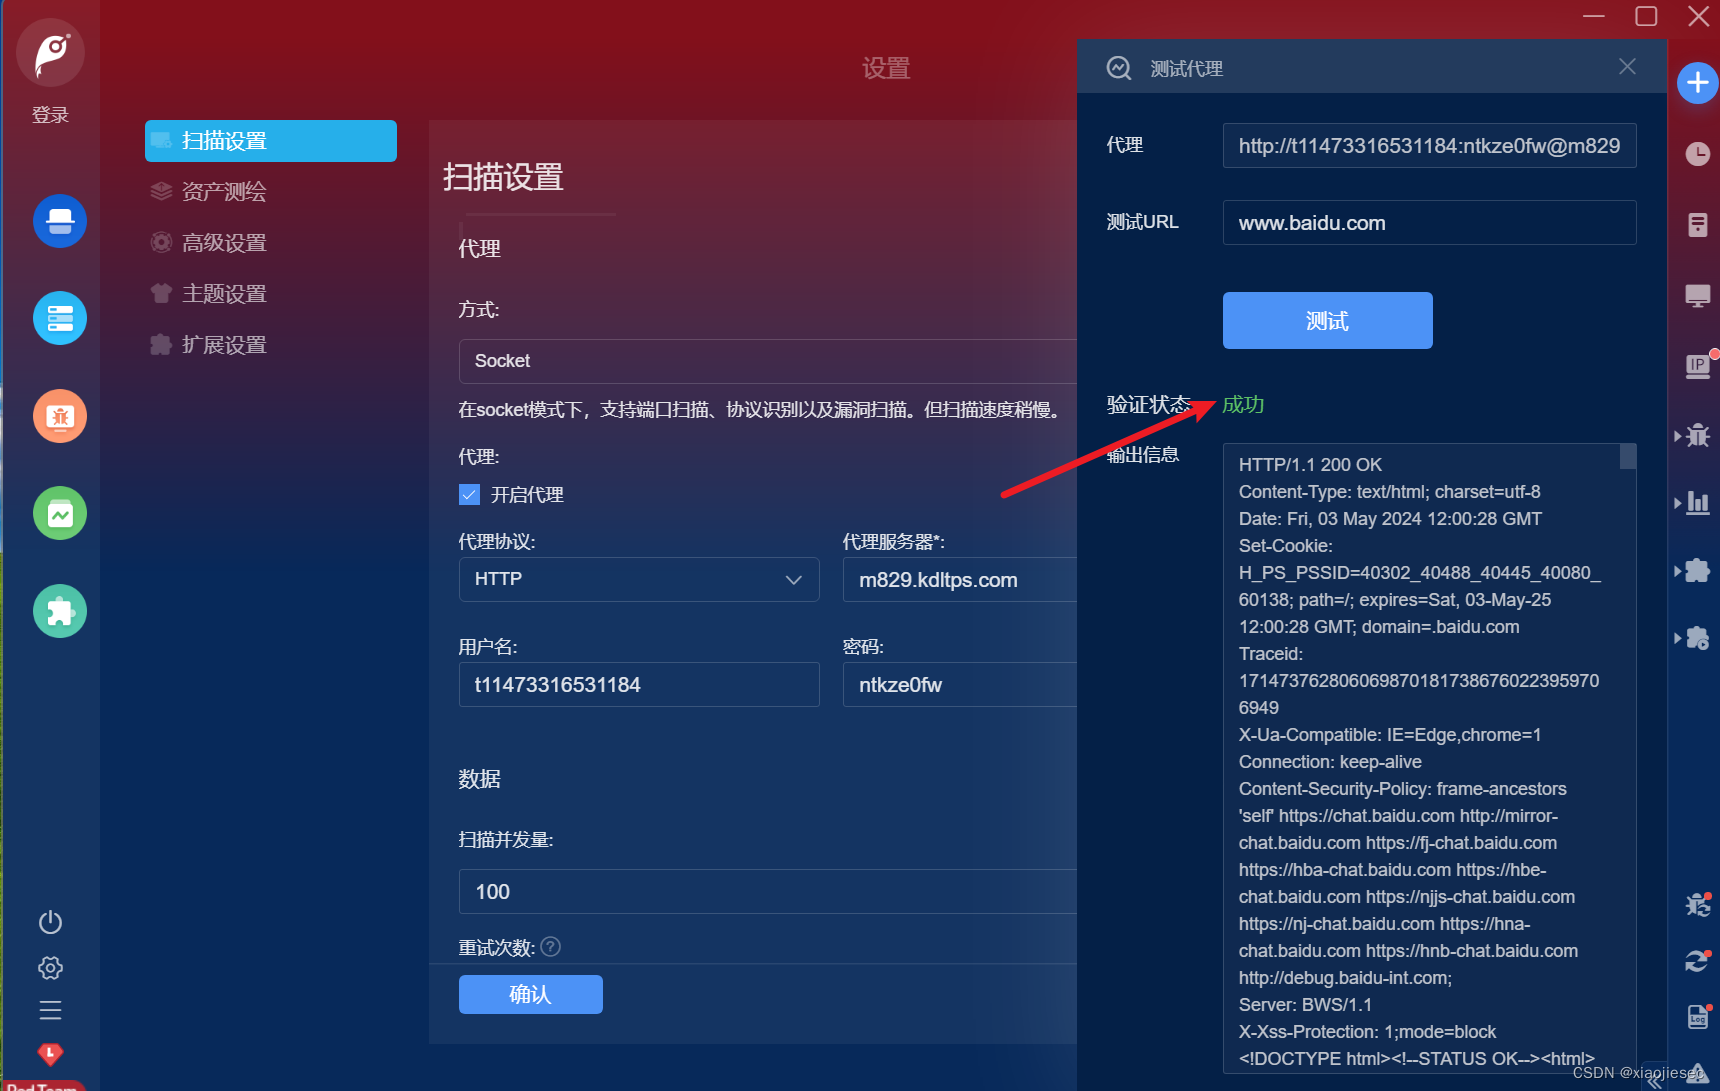 登录
设置
扫描设置
资产测绘
高级设置
主题设置
扩展设置
扫描设置
代理
方式:
Socket
在socket模式下，支持端口扫描、协议识别以及漏洞扫描。但扫描速度稍慢。
代理:
开启代理
代理协议:
代理服务器*:
HTTP
m829.kdltps.com
用户名:
密码:
t11473316531184
ntkze0fw
数据
扫描并发量:
100
重试次数:
确认
测试代理
代理
http://t11473316531184:ntkze0fw@m829
测试URL
www.baidu.com
测试
验证状态
成功
输出信息
HTTP/1.1 200 OK
Content-Type: text/html; charset=utf-8
Date: Fri, 03 May 2024 12:00:28 GMT
Set-Cookie:
H_PS_PSSID=40302_40488_40445_40080_
60138; path=/; expires=Sat, 03-May-25
12:00:28 GMT; domain=.baidu.com
Traceid:
171473762806069870181738676022395970
6949
X-Ua-Compatible: IE=Edge,chrome=1
Connection: keep-alive
Content-Security-Policy: frame-ancestors
'self' https://chat.baidu.com http://mirror-
chat.baidu.com https://fj-chat.baidu.com
https://hba-chat.baidu.com https://hbe-
chat.baidu.com https://njjs-chat.baidu.com
https://nj-chat.baidu.com https://hna-
chat.baidu.com https://hnb-chat.baidu.com
http://debug.baidu-int.com;
Server: BWS/1.1
X-Xss-Protection: 1;mode=block
<!DOCTYPE html><!--STATUS OK--><html>
IP
Log
Red Team
CSDN @xiaojiesec